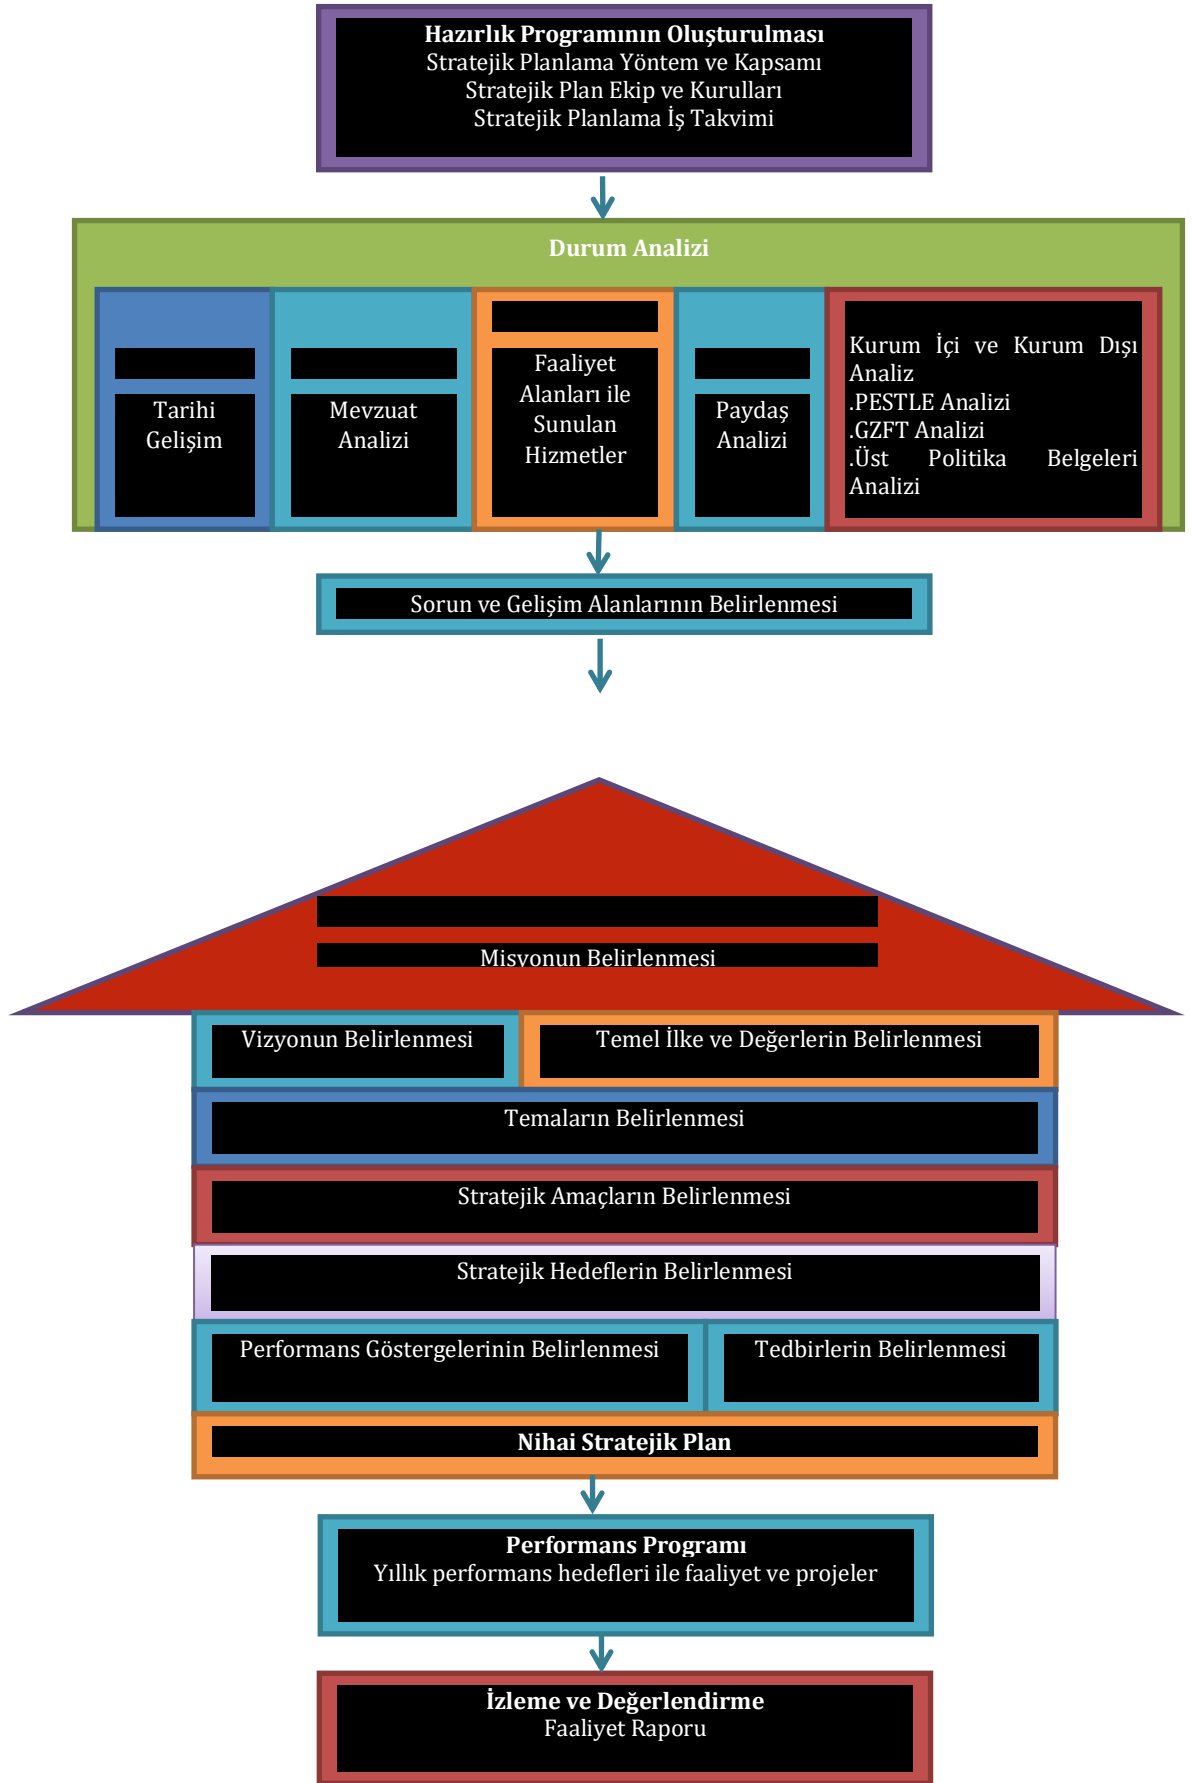 Hazırlık Programının Oluşturulması
Stratejik Planlama Yöntem ve Kapsamı
Stratejik Plan Ekip ve Kurulları
Stratejik Planlama İş Takvimi
Durum Analizi
Tarihi
Gelişim
Mevzuat
Analizi
Faaliyet
Alanları ile
Sunulan
Hizmetler
Paydaş
Analizi
Kurum İçi ve Kurum Dışı
Analiz
.PESTLE Analizi
.GZFT Analizi
.Üst Politika Belgeleri
Analizi
Sorun ve Gelişim Alanlarının Belirlenmesi
Misyonun Belirlenmesi
Vizyonun Belirlenmesi
Temel İlke ve Değerlerin Belirlenmesi
Temaların Belirlenmesi
Stratejik Amaçların Belirlenmesi
Stratejik Hedeflerin Belirlenmesi
Performans Göstergelerinin Belirlenmesi
Tedbirlerin Belirlenmesi
Nihai Stratejik Plan
Performans Programı
Yıllık performans hedefleri ile faaliyet ve projeler
İzleme ve Değerlendirme
Faaliyet Raporu